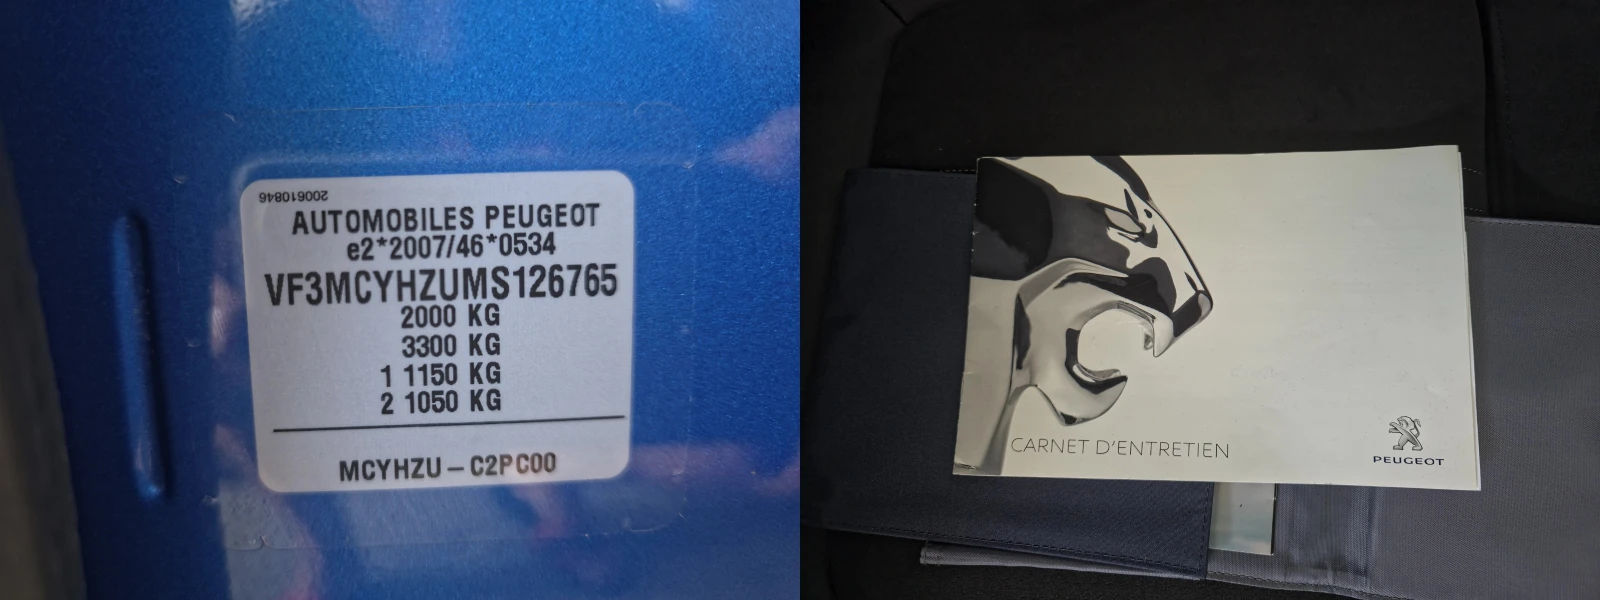 200610846
AUTOMOBILES PEUGEOT
e2*2007/46*0534
VF3MCYHZUMS126765
2000 KG
3300 KG
1 1150 KG
2 1050 KG
MCYHZU – C2PC00
CARNET D'ENTRETIEN
PEUGEOT